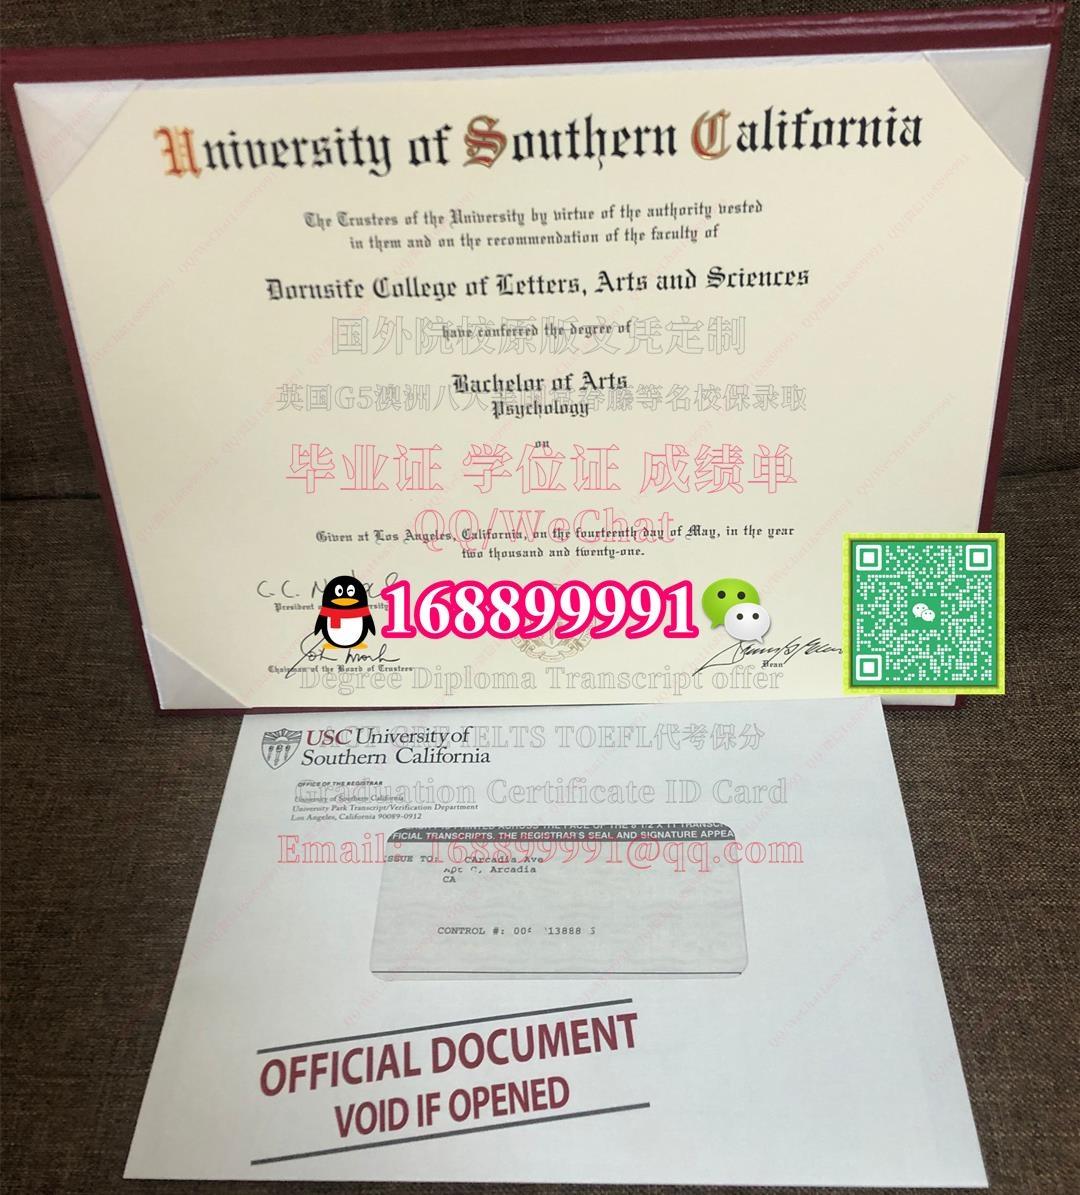 University of Southern California
The Trustees of the University by virtue of the authority vested
in them and on the recommendation of the faculty of
Dornsife College of Letters, Arts and Sciences
have conferred the degree of
国外院校原版文凭定制
Bachelor of Arts
英国G5澳洲八大美国常春藤等名校保录取
Psychology
on
毕业证 学位证 成绩单
QQ/WeChat
Given at Los Angeles, California, on the fourteenth day of May, in the year
two thousand and twenty-one.
168899991
President
Chairman of the Board of Trustees
Dean
Degree Diploma Transcript offer
USC University of
Southern California
IELTS TOEFL代考保分
OFFICE OF THE REGISTRAR
Graduation Certificate ID Card
University of Southern California
University Park Transcript/Verification Department
Los Angeles, California 90089-0912
FICIAL TRANSCRIPTS. THE REGISTRAR'S SEAL AND SIGNATURE APPEA
Email: 168899991@qq.com
ISSUE TO: CArcadia Ave
C, Arcadia
CA
CONTROL #: 13888
OFFICIAL DOCUMENT
VOID IF OPENED